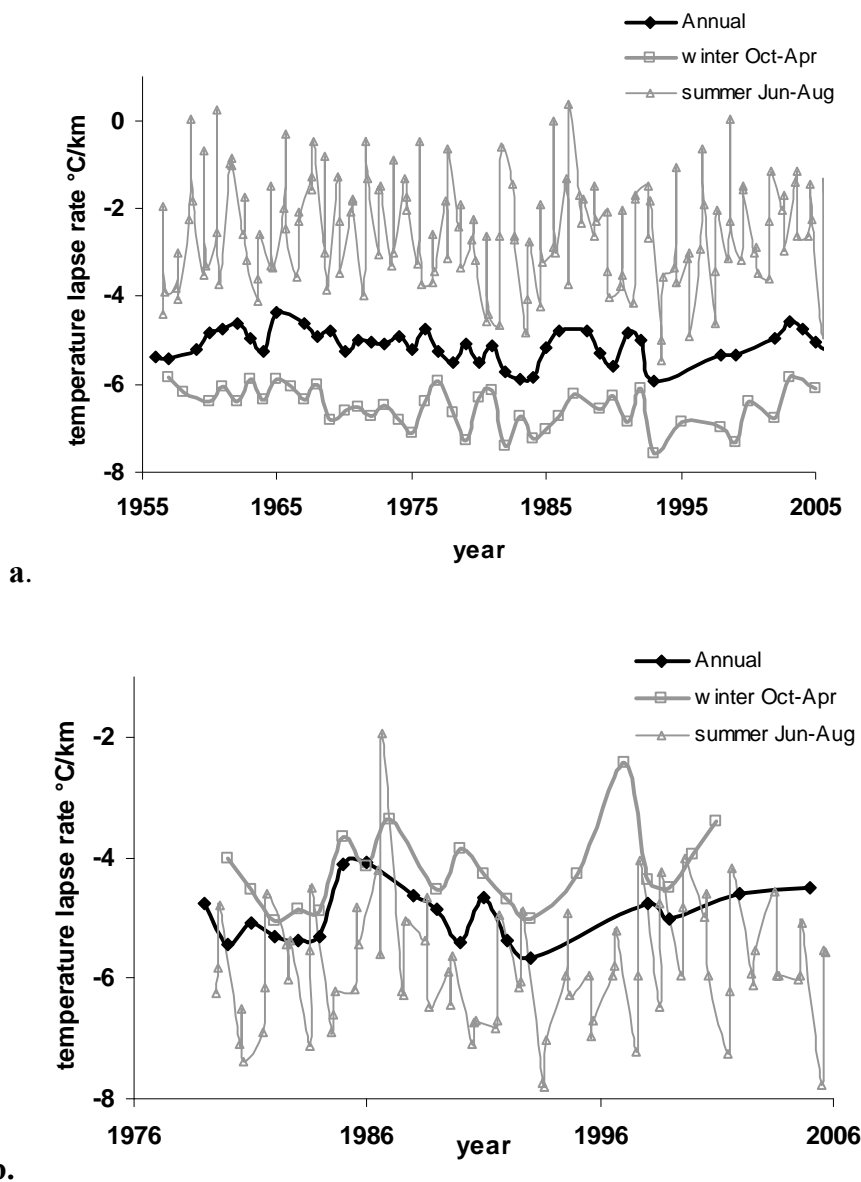 Annual
winter Oct-Apr
summer Jun-Aug
temperature lapse rate °C/km
0
-2
-4
-6
-8
1955
1965
1975
1985
1995
2005
year
a.
Annual
winter Oct-Apr
summer Jun-Aug
temperature lapse rate °C/km
-2
-4
-6
-8
1976
1986
1996
2006
year